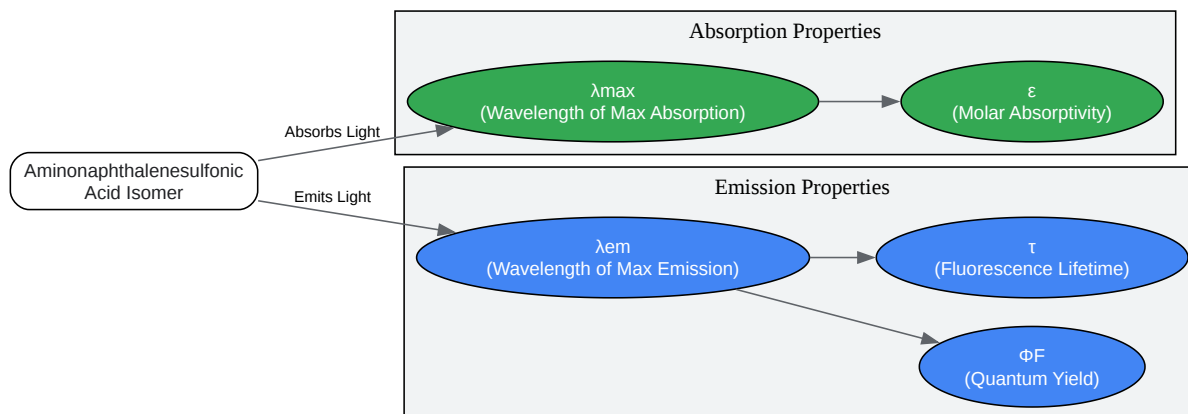 Absorption Properties
λmax
(Wavelength of Max Absorption)
ε
(Molar Absorptivity)
Absorbs Light
Aminonaphthalenesulfonic
Acid Isomer
Emits Light
Emission Properties
λem
(Wavelength of Max Emission)
τ
(Fluorescence Lifetime)
ΦF
(Quantum Yield)